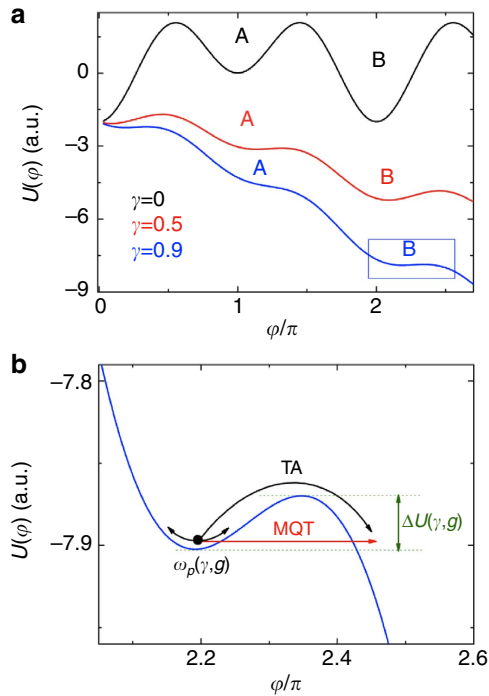 a
A
B
0
−3
−6
−9
U(φ) (a.u.)
A
B
A
B
γ=0
γ=0.5
γ=0.9
0
1
2
φ/π
b
−7.8
−7.9
U(φ) (a.u.)
TA
MQT
ΔU(γ,g)
ωp(γ,g)
2.2
2.4
2.6
φ/π